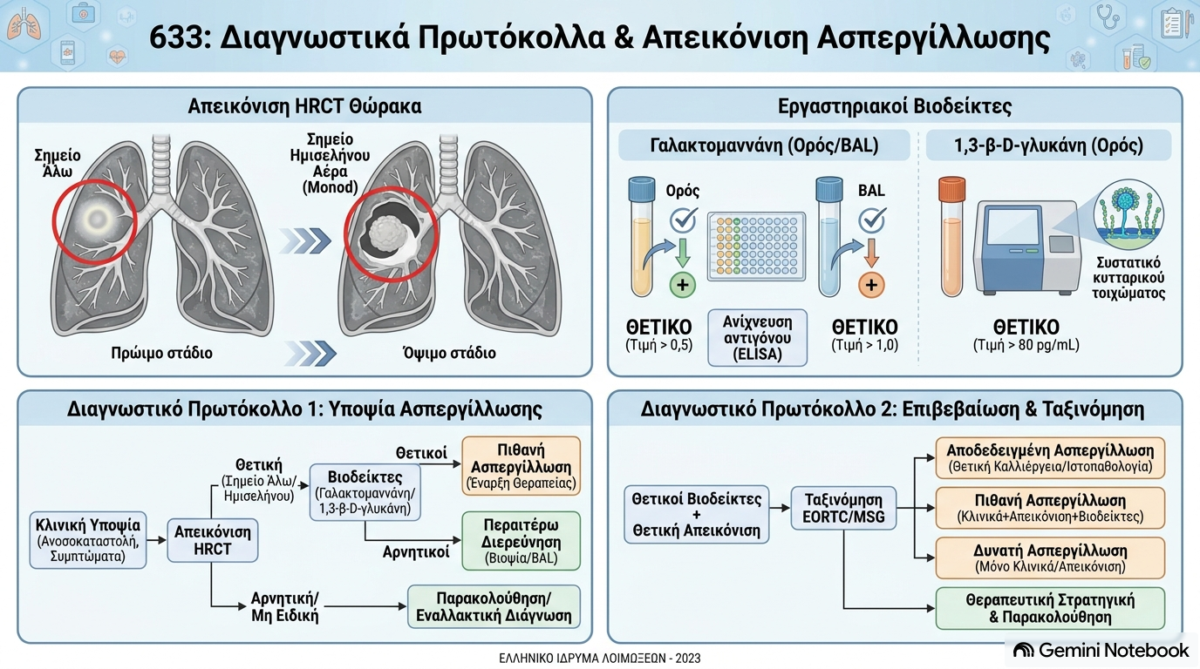 633: Διαγνωστικά Πρωτόκολλα & Απεικόνιση Ασπεργίλλωσης
Απεικόνιση HRCT Θώρακα
Σημείο
Άλω
Σημείο
Ημισελήνου
Αέρα
(Monod)
Πρώιμο στάδιο
Όψιμο στάδιο
Εργαστηριακοί Βιοδείκτες
Γαλακτομαννάνη (Ορός/BAL)
Ορός
BAL
ΘΕΤΙΚΟ
(Τιμή > 0,5)
Ανίχνευση
αντιγόνου
(ELISA)
ΘΕΤΙΚΟ
(Τιμή > 1,0)
1,3-β-D-γλυκάνη (Ορός)
Συστατικό
κυτταρικού
τοιχώματος
ΘΕΤΙΚΟ
(Τιμή > 80 pg/mL)
Διαγνωστικό Πρωτόκολλο 1: Υποψία Ασπεργίλλωσης
Κλινική Υποψία
(Ανοσοκαταστολή,
Συμπτώματα)
Απεικόνιση
HRCT
Θετική
(Σημείο Άλω/
Ημισελήνου)
Βιοδείκτες
(Γαλακτομαννάνη/
1,3-β-D-γλυκάνη)
Θετικοί
Πιθανή
Ασπεργίλλωση
(Έναρξη Θεραπείας)
Αρνητικοί
Περαιτέρω
Διερεύνηση
(Βιοψία/BAL)
Αρνητική/
Μη Ειδική
Παρακολούθηση/
Εναλλακτική Διάγνωση
Διαγνωστικό Πρωτόκολλο 2: Επιβεβαίωση & Ταξινόμηση
Θετικοί Βιοδείκτες
+
Θετική Απεικόνιση
Ταξινόμηση
EORTC/MSG
Αποδεδειγμένη Ασπεργίλλωση
(Θετική Καλλιέργεια/Ιστοπαθολογία)
Πιθανή Ασπεργίλλωση
(Κλινικά+Απεικόνιση+Βιοδείκτες)
Δυνατή Ασπεργίλλωση
(Μόνο Κλινικά/Απεικόνιση)
Θεραπευτική Στρατηγική
& Παρακολούθηση
ΕΛΛΗΝΙΚΟ ΙΔΡΥΜΑ ΛΟΙΜΩΞΕΩΝ - 2023
Gemini Notebook